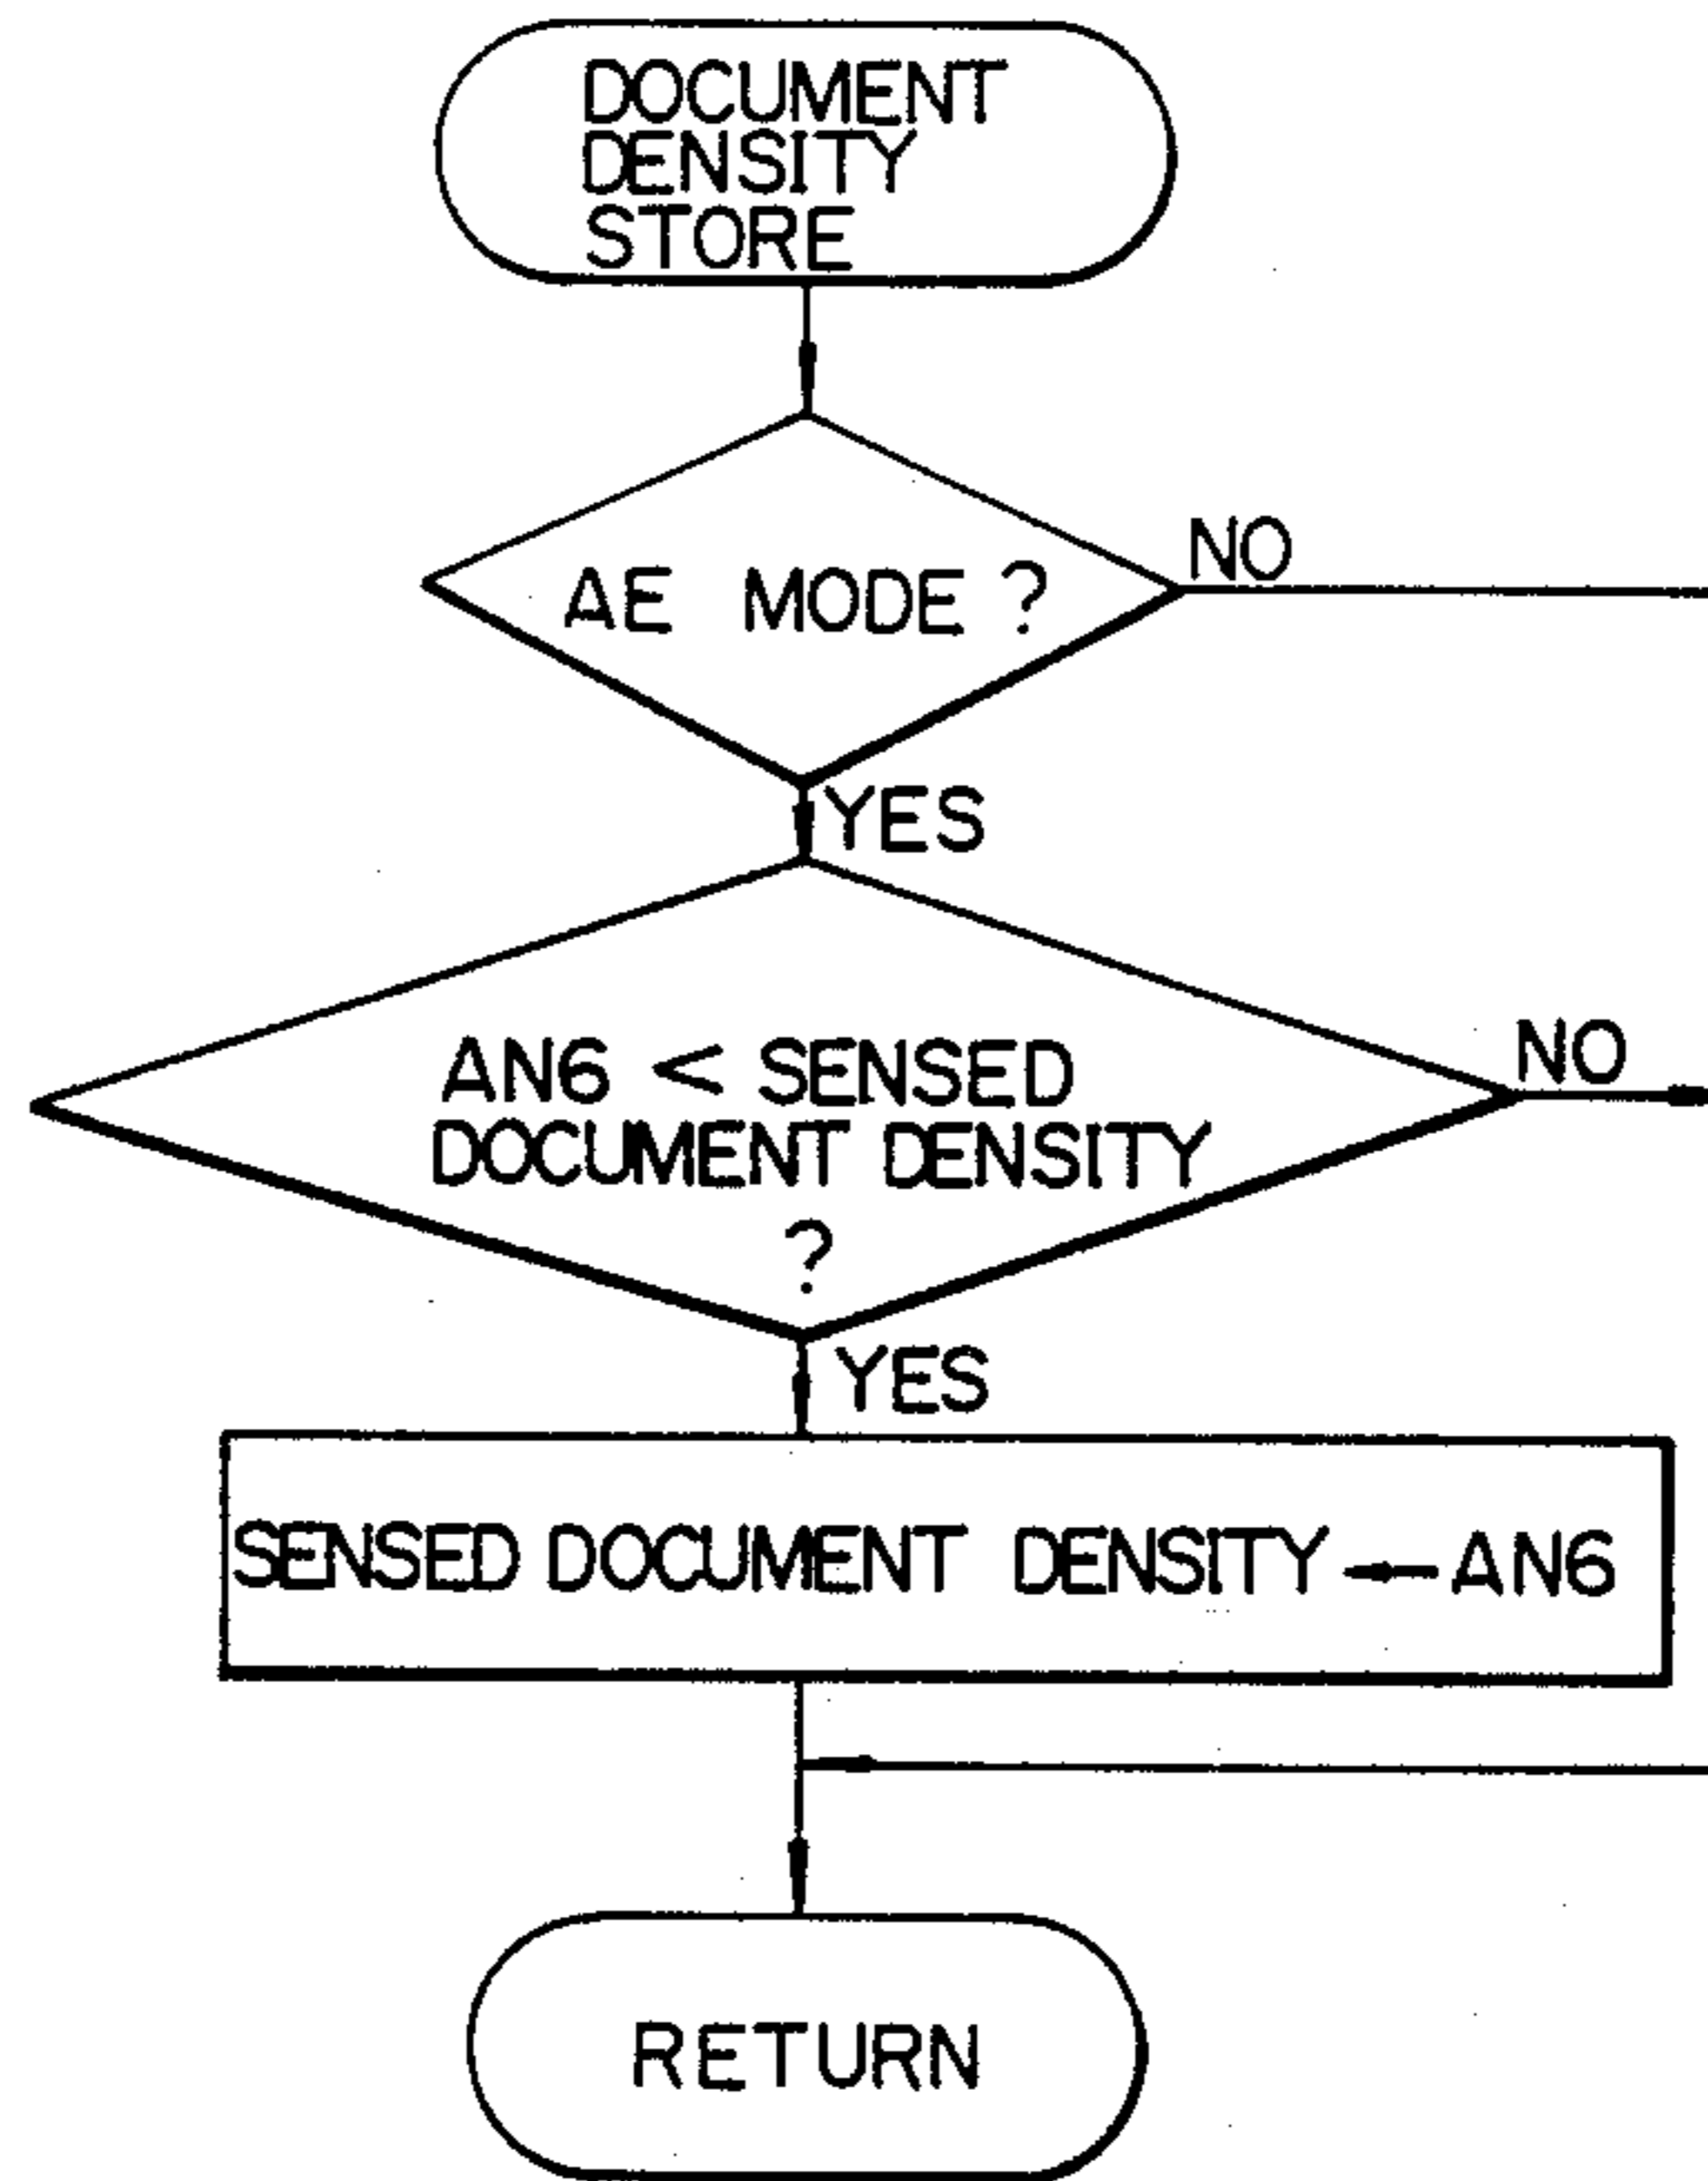 DOCUMENT
DENSITY
STORE
AE MODE ?
NO
YES
AN6 < SENSED
DOCUMENT DENSITY
?
NO
YES
SENSED DOCUMENT DENSITY ← AN6
RETURN